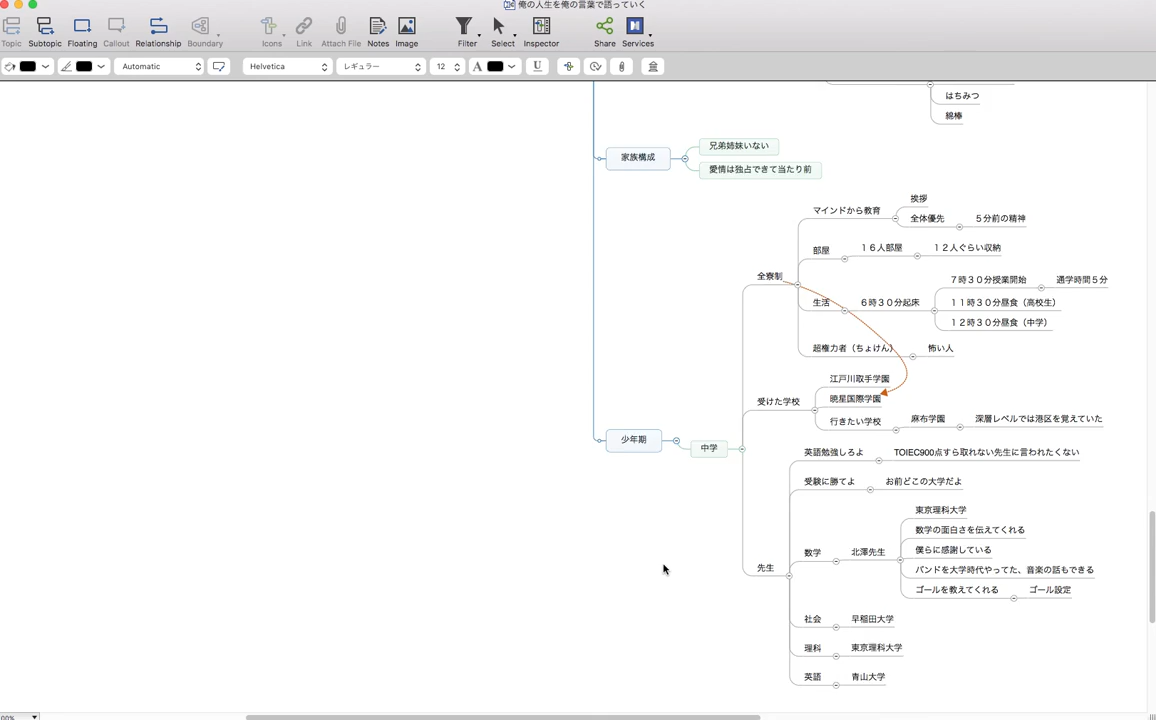 俺の人生を俺の言葉で語っていく
Topic Subtopic Floating Callout Relationship Boundary Icons Link Attach File Notes Image Filter Select Inspector Share Services
Automatic Helvetica レギュラー 12 A U
はちみつ
綿棒
家族構成
兄弟姉妹いない
愛情は独占できて当たり前
少年期
中学
全寮制
マインドから教育
挨拶
全体優先
５分前の精神
部屋
１６人部屋
１２人ぐらい収納
生活
６時３０分起床
７時３０分授業開始
通学時間５分
１１時３０分昼食（高校生）
１２時３０分昼食（中学）
超権力者（ちょけん）
怖い人
受けた学校
江戸川取手学園
暁星国際学園
行きたい学校
麻布学園
深層レベルでは港区を覚えていた
先生
英語勉強しろよ
TOIEC900点すら取れない先生に言われたくない
受験に勝てよ
お前どこの大学だよ
数学
北澤先生
東京理科大学
数学の面白さを伝えてくれる
僕らに感謝している
バンドを大学時代やってた、音楽の話もできる
ゴールを教えてくれる
ゴール設定
社会
早稲田大学
理科
東京理科大学
英語
青山大学
00%